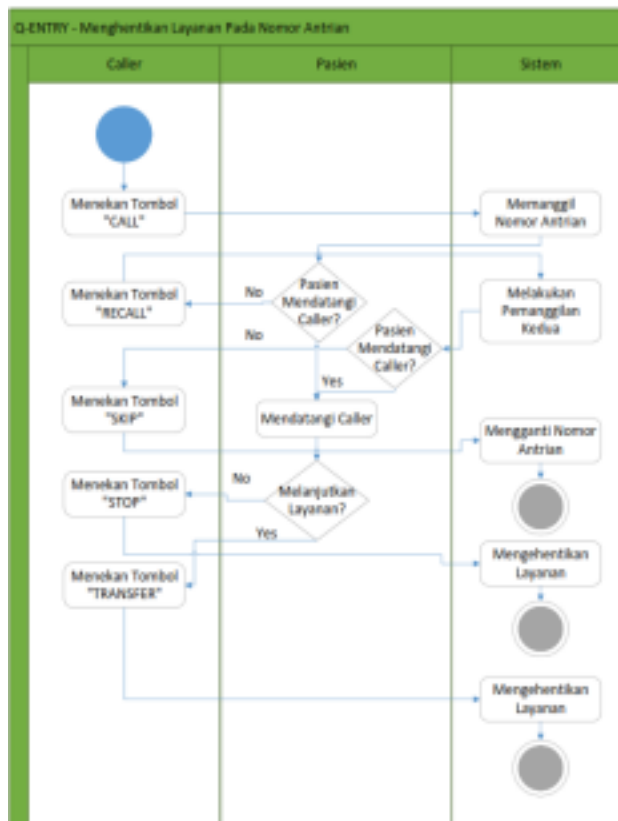 Q-ENTRY - Menghentikan Layanan Pada Nomor Antrian
Caller
Pasien
Sistem
Menekan Tombol
"CALL"
Memanggil
Nomor Antrian
Pasien
Mendatangi
Caller?
No
Menekan Tombol
"RECALL"
Melakukan
Pemanggilan
Kedua
Pasien
Mendatangi
Caller?
No
Yes
Menekan Tombol
"SKIP"
Mendatangi Caller
Mengganti Nomor
Antrian
Melanjutkan
Layanan?
No
Menekan Tombol
"STOP"
Yes
Mengehentikan
Layanan
Menekan Tombol
"TRANSFER"
Mengehentikan
Layanan